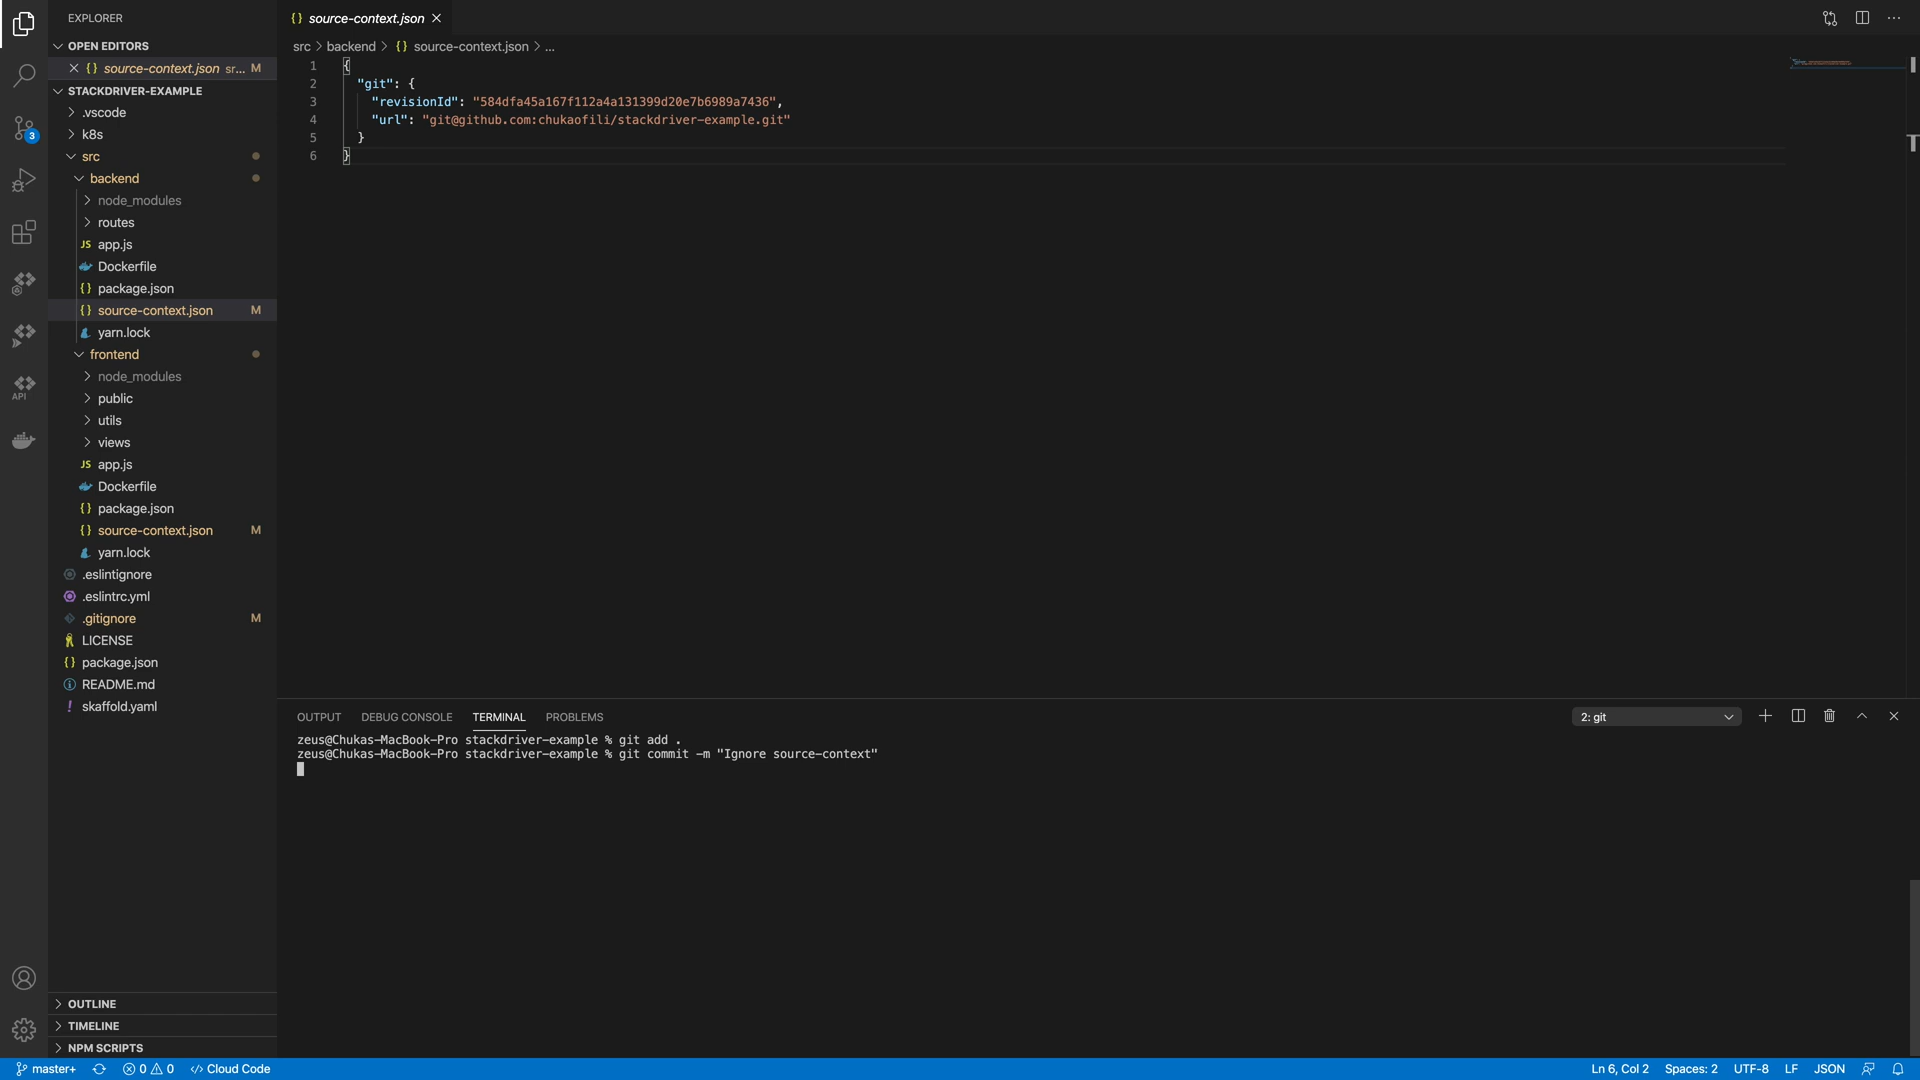 EXPLORER
OPEN EDITORS
source-context.json sr... M
STACKDRIVER-EXAMPLE
.vscode
k8s
src
backend
node_modules
routes
JS app.js
Dockerfile
{} package.json
{} source-context.json M
yarn.lock
frontend
node_modules
public
utils
views
JS app.js
Dockerfile
{} package.json
{} source-context.json M
yarn.lock
.eslintignore
.eslintrc.yml
.gitignore M
LICENSE
{} package.json
README.md
! skaffold.yaml
OUTLINE
TIMELINE
NPM SCRIPTS
3
API
{} source-context.json
src > backend > {} source-context.json > ...
1 {
2 "git": {
3 "revisionId": "584dfa45a167f112a4a131399d20e7b6989a7436",
4 "url": "git@github.com:chukaofili/stackdriver-example.git"
5 }
6 }
OUTPUT DEBUG CONSOLE TERMINAL PROBLEMS
2: git
zeus@Chukas-MacBook-Pro stackdriver-example % git add .
zeus@Chukas-MacBook-Pro stackdriver-example % git commit -m "Ignore source-context"
master+ 0 0 </> Cloud Code
Ln 6, Col 2 Spaces: 2 UTF-8 LF JSON